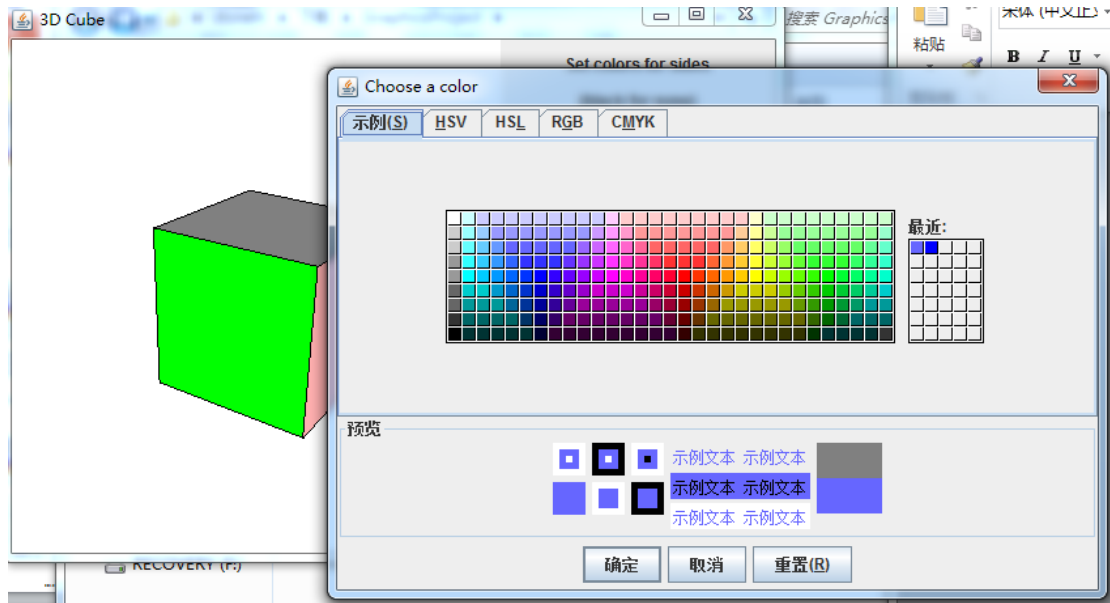 3D Cube
搜索 Graphics
宋体 (中文正文
粘贴
B I U
Set colors for sides
Choose a color
示例(S) HSV HSL RGB CMYK
最近:
预览
示例文本 示例文本
示例文本 示例文本
示例文本 示例文本
确定 取消 重置(R)
RECOVERY (F:)